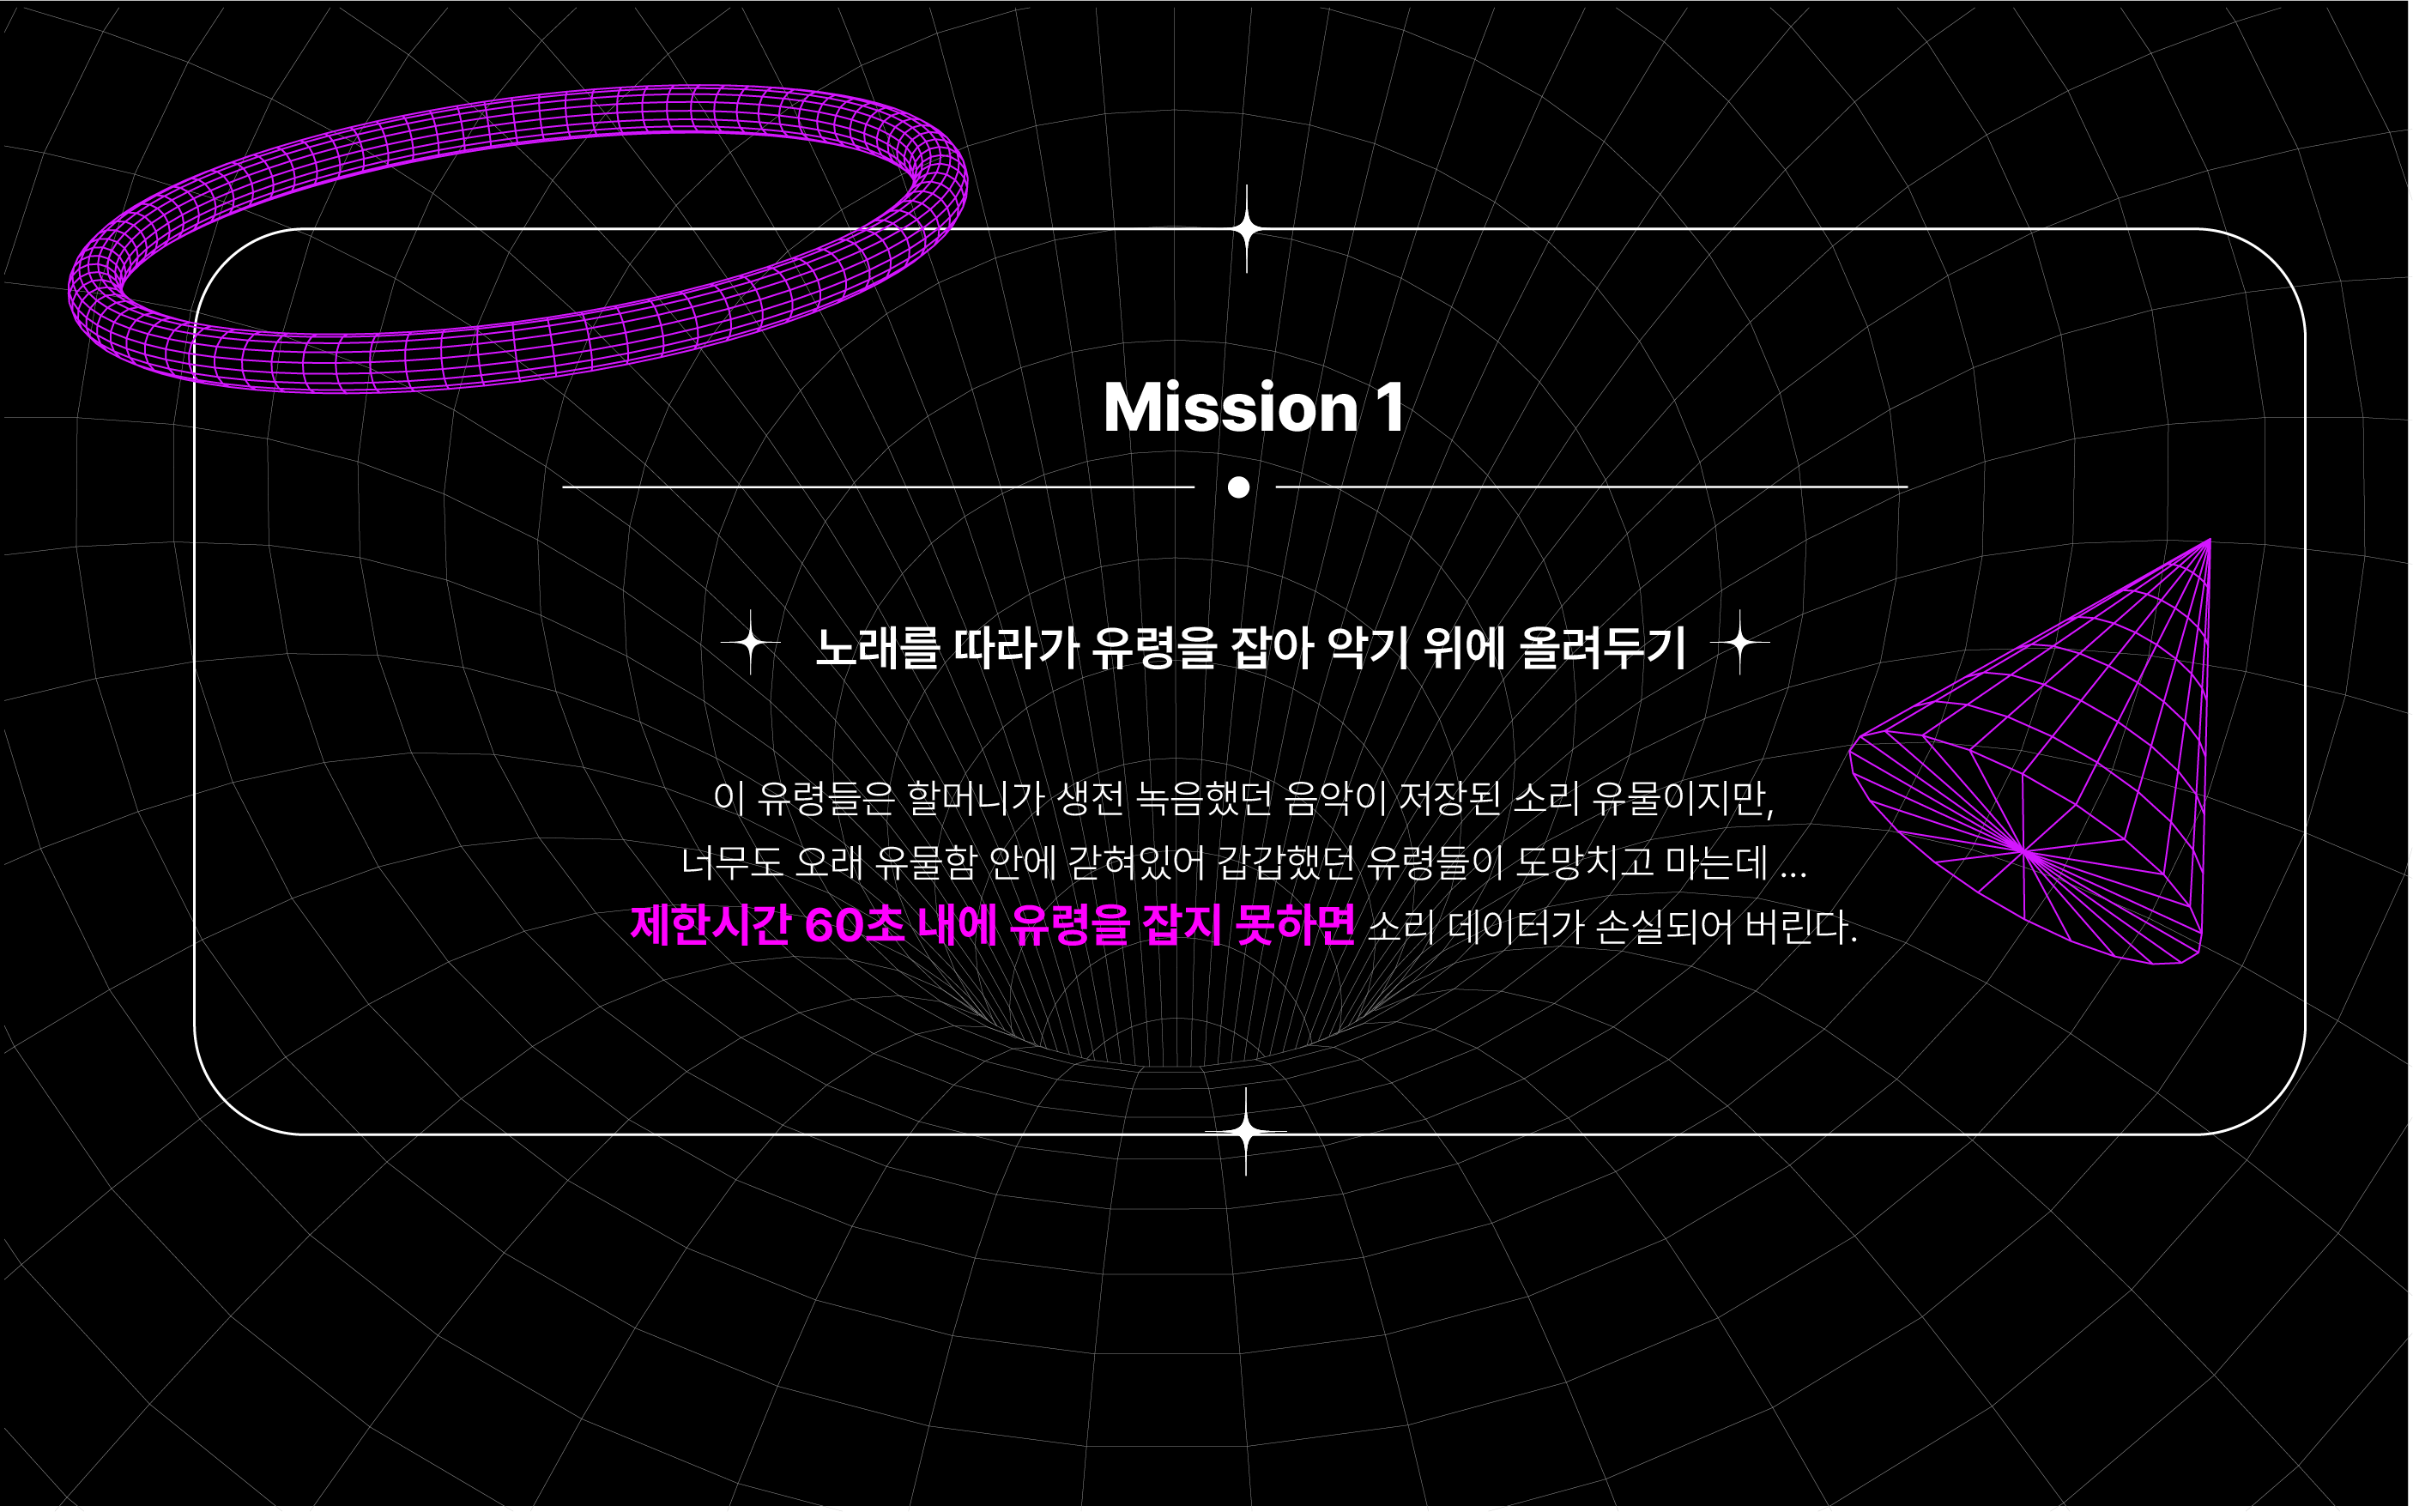 Mission 1
노래를 따라가 유령을 잡아 악기 위에 올려두기
이 유령들은 할머니가 생전 녹음했던 음악이 저장된 소리 유물이지만,
너무도 오래 유물함 안에 갇혀있어 갑갑했던 유령들이 도망치고 마는데 ...
제한시간 60초 내에 유령을 잡지 못하면 소리 데이터가 손실되어 버린다.